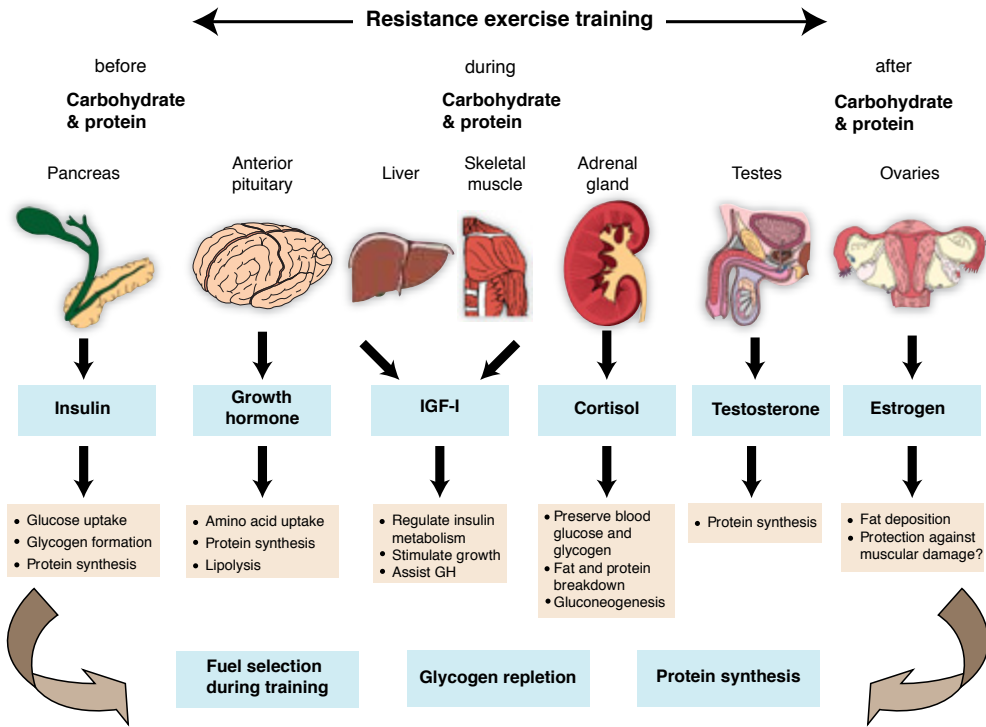 Resistance exercise training
before
during
after
Carbohydrate
& protein
Carbohydrate
& protein
Carbohydrate
& protein
Pancreas
Anterior
pituitary
Liver
Skeletal
muscle
Adrenal
gland
Testes
Ovaries
Insulin
Growth
hormone
IGF-I
Cortisol
Testosterone
Estrogen
• Glucose uptake
• Glycogen formation
• Protein synthesis
• Amino acid uptake
• Protein synthesis
• Lipolysis
• Regulate insulin
metabolism
• Stimulate growth
• Assist GH
• Preserve blood
glucose and
glycogen
• Fat and protein
breakdown
• Gluconeogenesis
• Protein synthesis
• Fat deposition
• Protection against
muscular damage?
Fuel selection
during training
Glycogen repletion
Protein synthesis